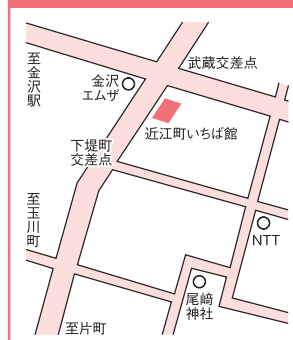 武蔵交差点
至金沢駅
金沢
エムザ
近江町いちば館
下堤町
交差点
至玉川町
NTT
尾﨑
神社
至片町